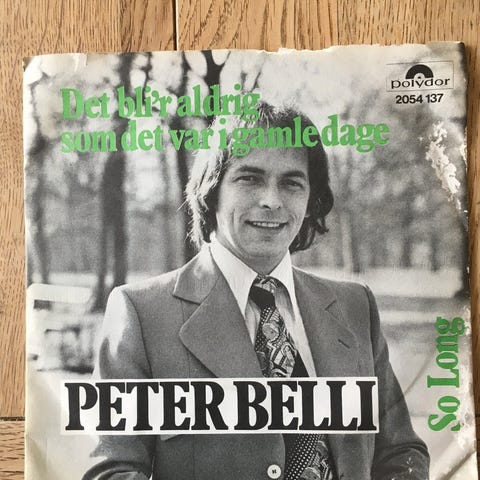 Det bli'r aldrig
som det var i gamle dage
polydor
2054 137
So Long
PETER BELLI